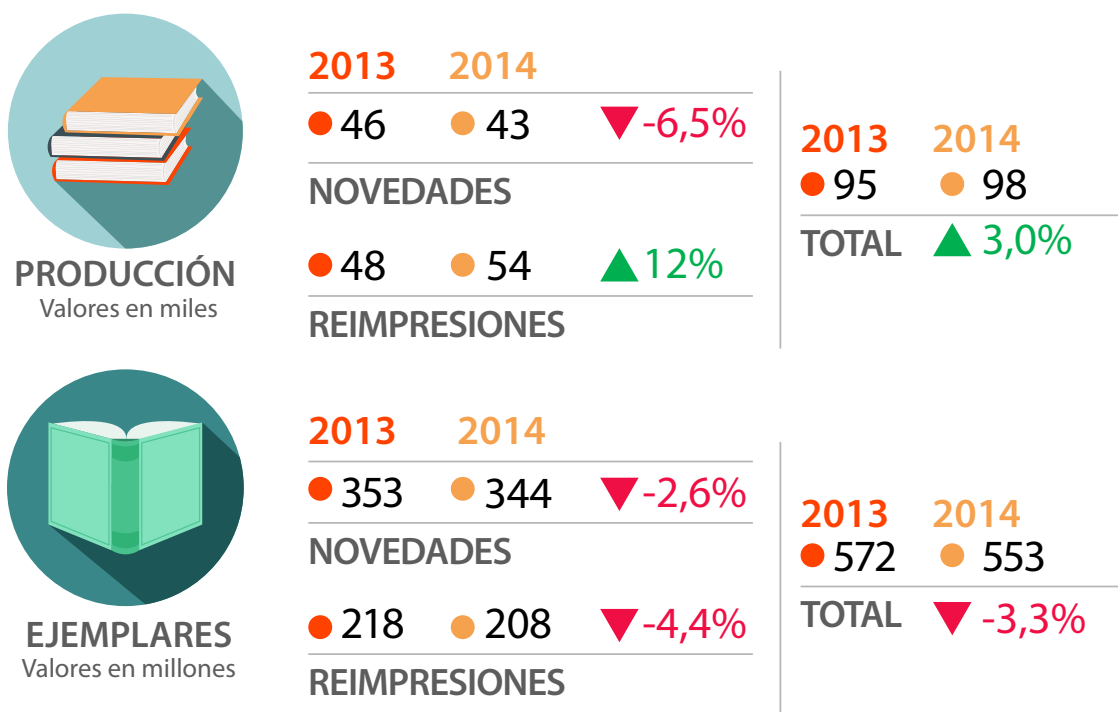 2013 2014
46 43 -6,5%
NOVEDADES
48 54 12%
REIMPRESIONES
2013 2014
95 98
TOTAL 3,0%
PRODUCCIÓN
Valores en miles
2013 2014
353 344 -2,6%
NOVEDADES
218 208 -4,4%
REIMPRESIONES
2013 2014
572 553
TOTAL -3,3%
EJEMPLARES
Valores en millones